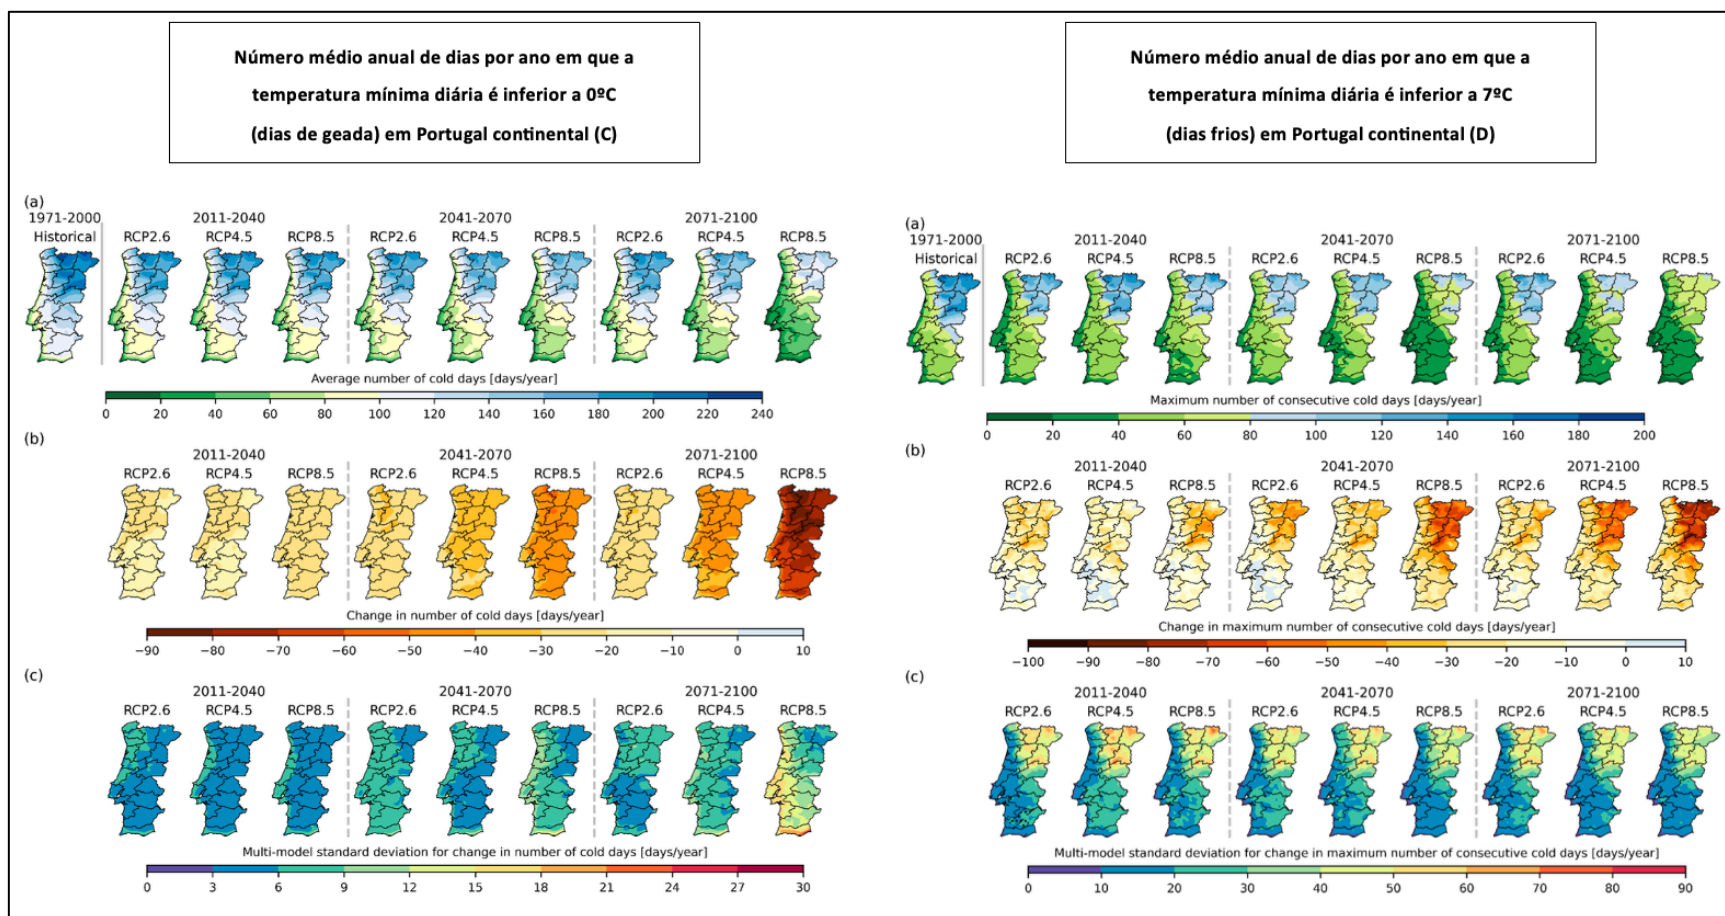 Número médio anual de dias por ano em que a
temperatura mínima diária é inferior a 0ºC
(dias de geada) em Portugal continental (C)
(a)
1971-2000 2011-2040 2041-2070 2071-2100
Historical RCP2.6 RCP4.5 RCP8.5 RCP2.6 RCP4.5 RCP8.5 RCP2.6 RCP4.5 RCP8.5
Average number of cold days [days/year]
0 20 40 60 80 100 120 140 160 180 200 220 240
(b)
2011-2040 2041-2070 2071-2100
RCP2.6 RCP4.5 RCP8.5 RCP2.6 RCP4.5 RCP8.5 RCP2.6 RCP4.5 RCP8.5
Change in number of cold days [days/year]
−90 −80 −70 −60 −50 −40 −30 −20 −10 0 10
(c)
2011-2040 2041-2070 2071-2100
RCP2.6 RCP4.5 RCP8.5 RCP2.6 RCP4.5 RCP8.5 RCP2.6 RCP4.5 RCP8.5
Multi-model standard deviation for change in number of cold days [days/year]
0 3 6 9 12 15 18 21 24 27 30
Número médio anual de dias por ano em que a
temperatura mínima diária é inferior a 7ºC
(dias frios) em Portugal continental (D)
(a)
1971-2000 2011-2040 2041-2070 2071-2100
Historical RCP2.6 RCP4.5 RCP8.5 RCP2.6 RCP4.5 RCP8.5 RCP2.6 RCP4.5 RCP8.5
Maximum number of consecutive cold days [days/year]
0 20 40 60 80 100 120 140 160 180 200
(b)
2011-2040 2041-2070 2071-2100
RCP2.6 RCP4.5 RCP8.5 RCP2.6 RCP4.5 RCP8.5 RCP2.6 RCP4.5 RCP8.5
Change in maximum number of consecutive cold days [days/year]
−100 −90 −80 −70 −60 −50 −40 −30 −20 −10 0 10
(c)
2011-2040 2041-2070 2071-2100
RCP2.6 RCP4.5 RCP8.5 RCP2.6 RCP4.5 RCP8.5 RCP2.6 RCP4.5 RCP8.5
Multi-model standard deviation for change in maximum number of consecutive cold days [days/year]
0 10 20 30 40 50 60 70 80 90